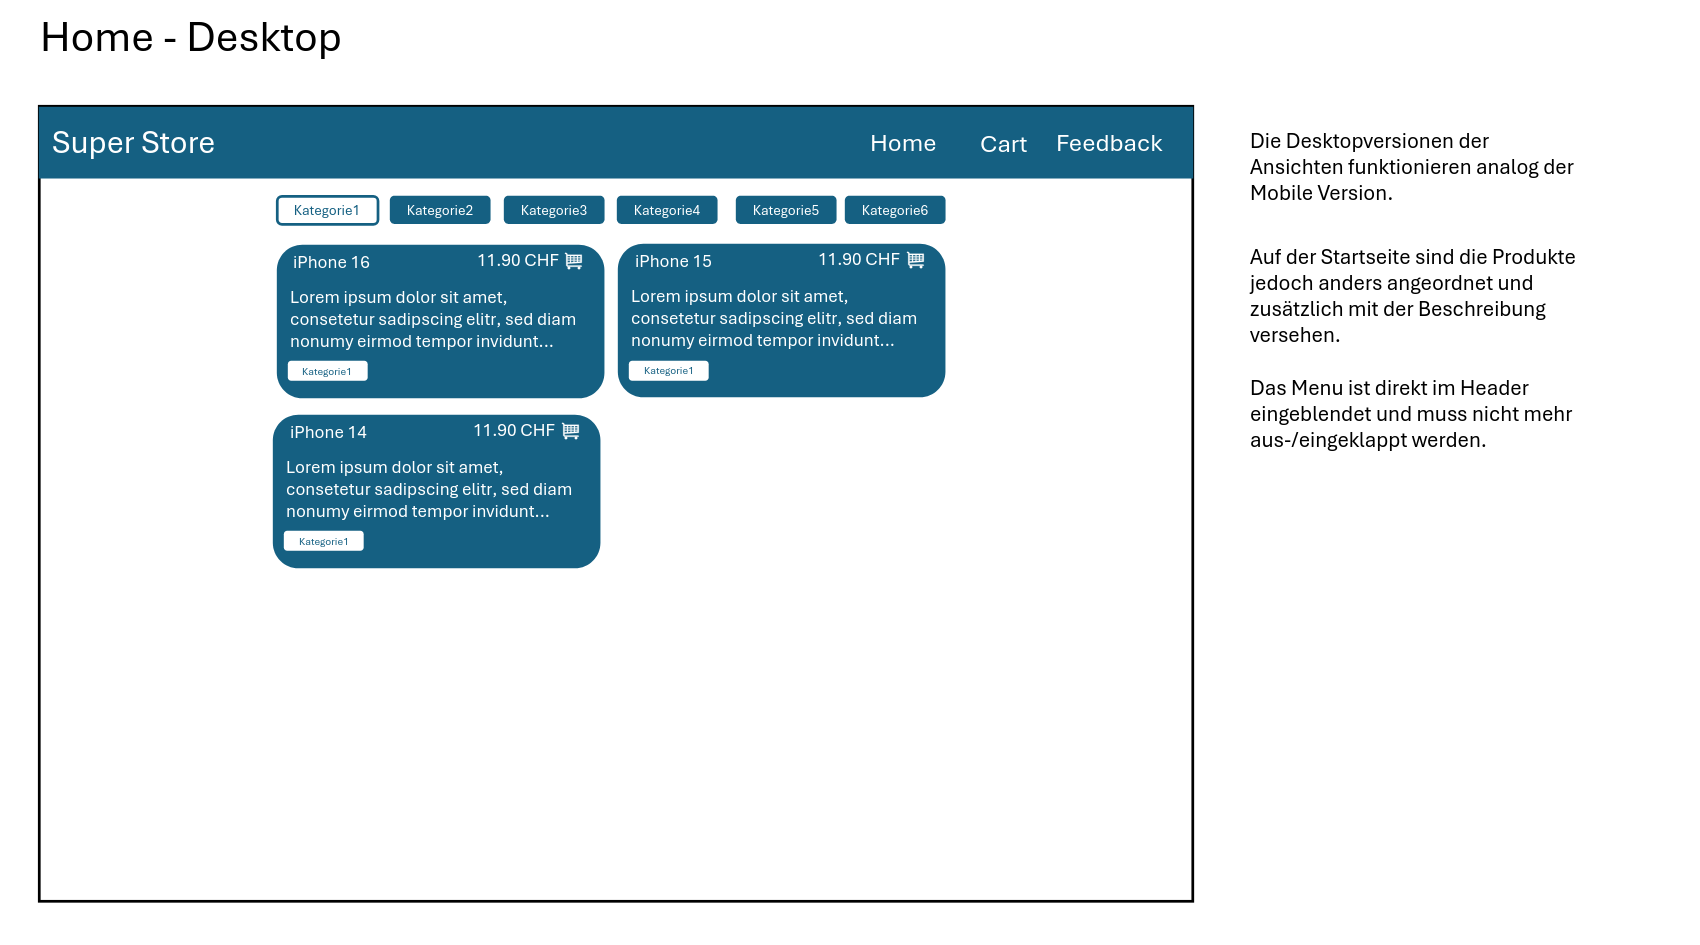 Home - Desktop
Super Store
Home
Cart
Feedback
Kategorie1
Kategorie2
Kategorie3
Kategorie4
Kategorie5
Kategorie6
iPhone 16
11.90 CHF
Lorem ipsum dolor sit amet,
consetetur sadipscing elitr, sed diam
nonumy eirmod tempor invidunt...
Kategorie1
iPhone 15
11.90 CHF
Lorem ipsum dolor sit amet,
consetetur sadipscing elitr, sed diam
nonumy eirmod tempor invidunt...
Kategorie1
iPhone 14
11.90 CHF
Lorem ipsum dolor sit amet,
consetetur sadipscing elitr, sed diam
nonumy eirmod tempor invidunt...
Kategorie1
Die Desktopversionen der
Ansichten funktionieren analog der
Mobile Version.
Auf der Startseite sind die Produkte
jedoch anders angeordnet und
zusätzlich mit der Beschreibung
versehen.
Das Menu ist direkt im Header
eingeblendet und muss nicht mehr
aus-/eingeklappt werden.